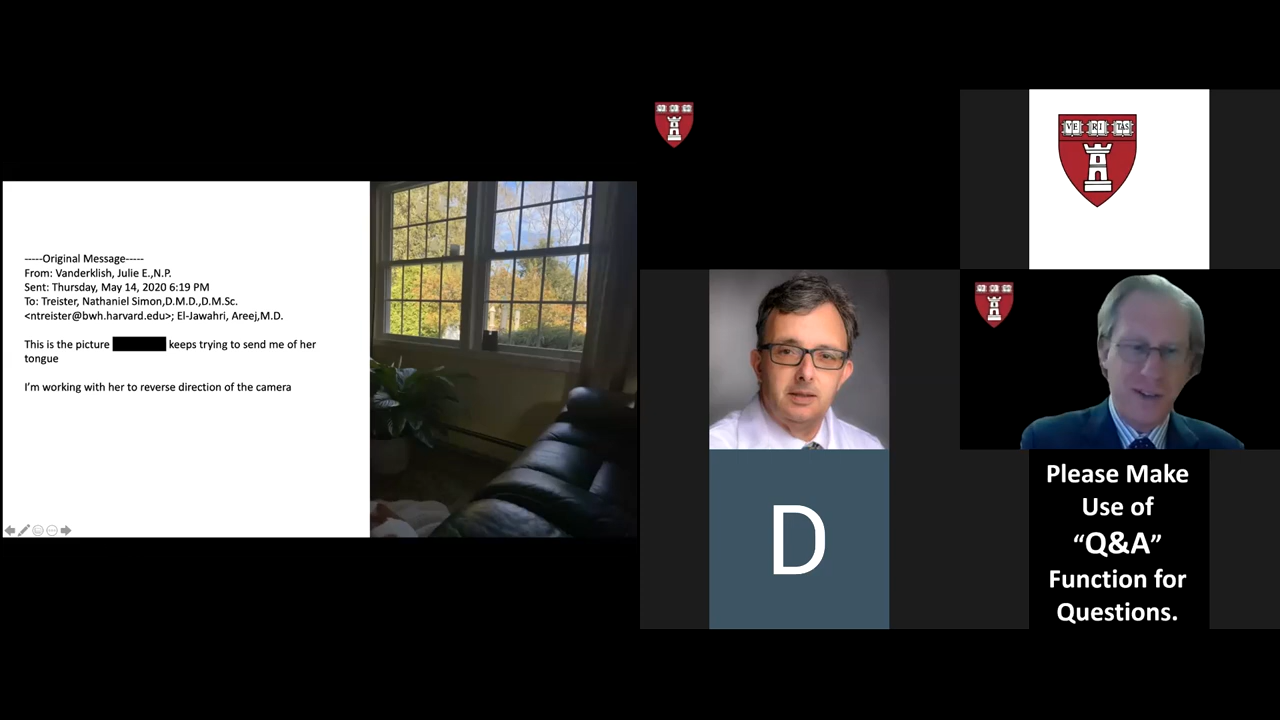 -----Original Message-----
From: Vanderklish, Julie E.,N.P.
Sent: Thursday, May 14, 2020 6:19 PM
To: Treister, Nathaniel Simon,D.M.D.,D.M.Sc.
<ntreister@bwh.harvard.edu>; El-Jawahri, Areej,M.D.
This is the picture keeps trying to send me of her
tongue
I'm working with her to reverse direction of the camera
VE RI TAS
D
Please Make
Use of
“Q&A”
Function for
Questions.